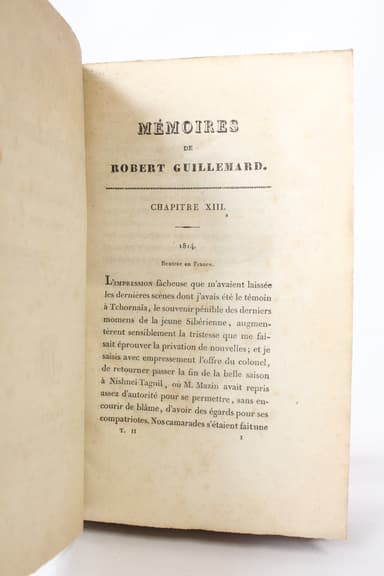 MÉMOIRES
DE
ROBERT GUILLEMARD.
CHAPITRE XIII.
1814.
Rentrée en France.
L'IMPRESSION fâcheuse que m'avaient laissée
les dernières scènes dont j'avais été le témoin
à Tchornaïa, le souvenir pénible des derniers
momens de la jeune Sibérienne, augmen-
tèrent sensiblement la tristesse que me fai-
sait éprouver la privation de nouvelles; et je
saisis avec empressement l'offre du colonel,
de retourner passer la fin de la belle saison
à Nishnei-Taguil, où M. Mazin avait repris
assez d'autorité pour se permettre, sans en-
courir de blâme, d'avoir des égards pour ses
compatriotes. Nos camarades s'étaient fait une
T. II 1